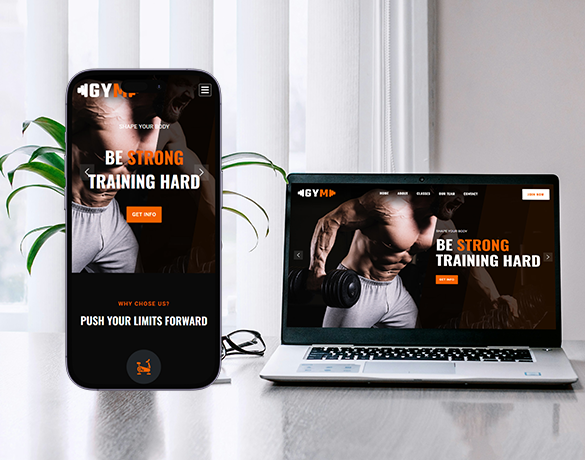 GYM
SHAPE YOUR BODY
BE STRONG
TRAINING HARD
GET INFO
WHY CHOSE US?
PUSH YOUR LIMITS FORWARD
GYM
HOME ABOUT CLASSES OUR TEAM CONTACT
JOIN NOW
SHAPE YOUR BODY
BE STRONG
TRAINING HARD
GET INFO